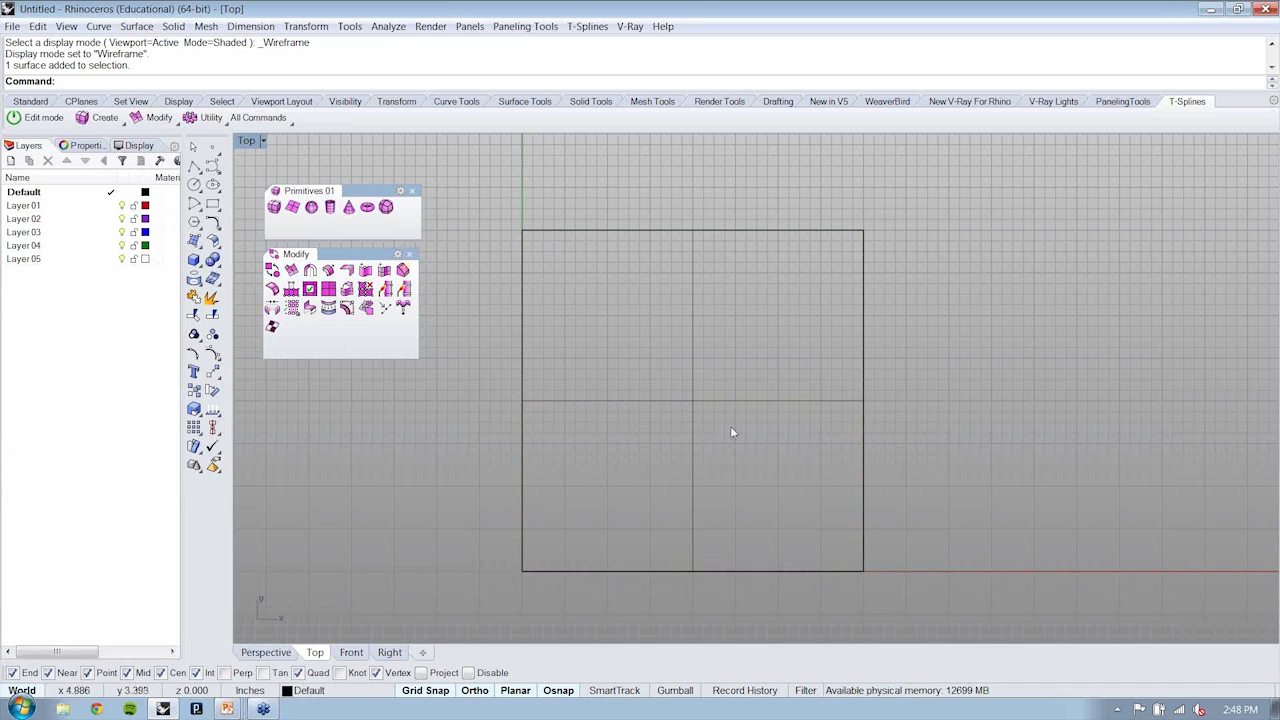 Untitled - Rhinoceros (Educational) (64-bit) - [Top]
File Edit View Curve Surface Solid Mesh Dimension Transform Tools Analyze Render Panels Paneling Tools T-Splines V-Ray Help
Select a display mode ( Viewport=Active Mode=Shaded ): _Wireframe
Display mode set to "Wireframe".
1 surface added to selection.
Command:
Standard CPlanes Set View Display Select Viewport Layout Visibility Transform Curve Tools Surface Tools Solid Tools Mesh Tools Render Tools Drafting New in V5 WeaverBird New V-Ray For Rhino V-Ray Lights PanelingTools T-Splines
Edit mode Create Modify Utility All Commands
Layers Properti... Display
Top
Name Materi
Default
Layer 01
Layer 02
Layer 03
Layer 04
Layer 05
Primitives 01
Modify
y
x
Perspective Top Front Right
End Near Point Mid Cen Int Perp Tan Quad Knot Vertex Project Disable
World x 4.886 y 3.393 z 0.000 Inches Default Grid Snap Ortho Planar Osnap SmartTrack Gumball Record History Filter Available physical memory: 12699 MB
2:48 PM